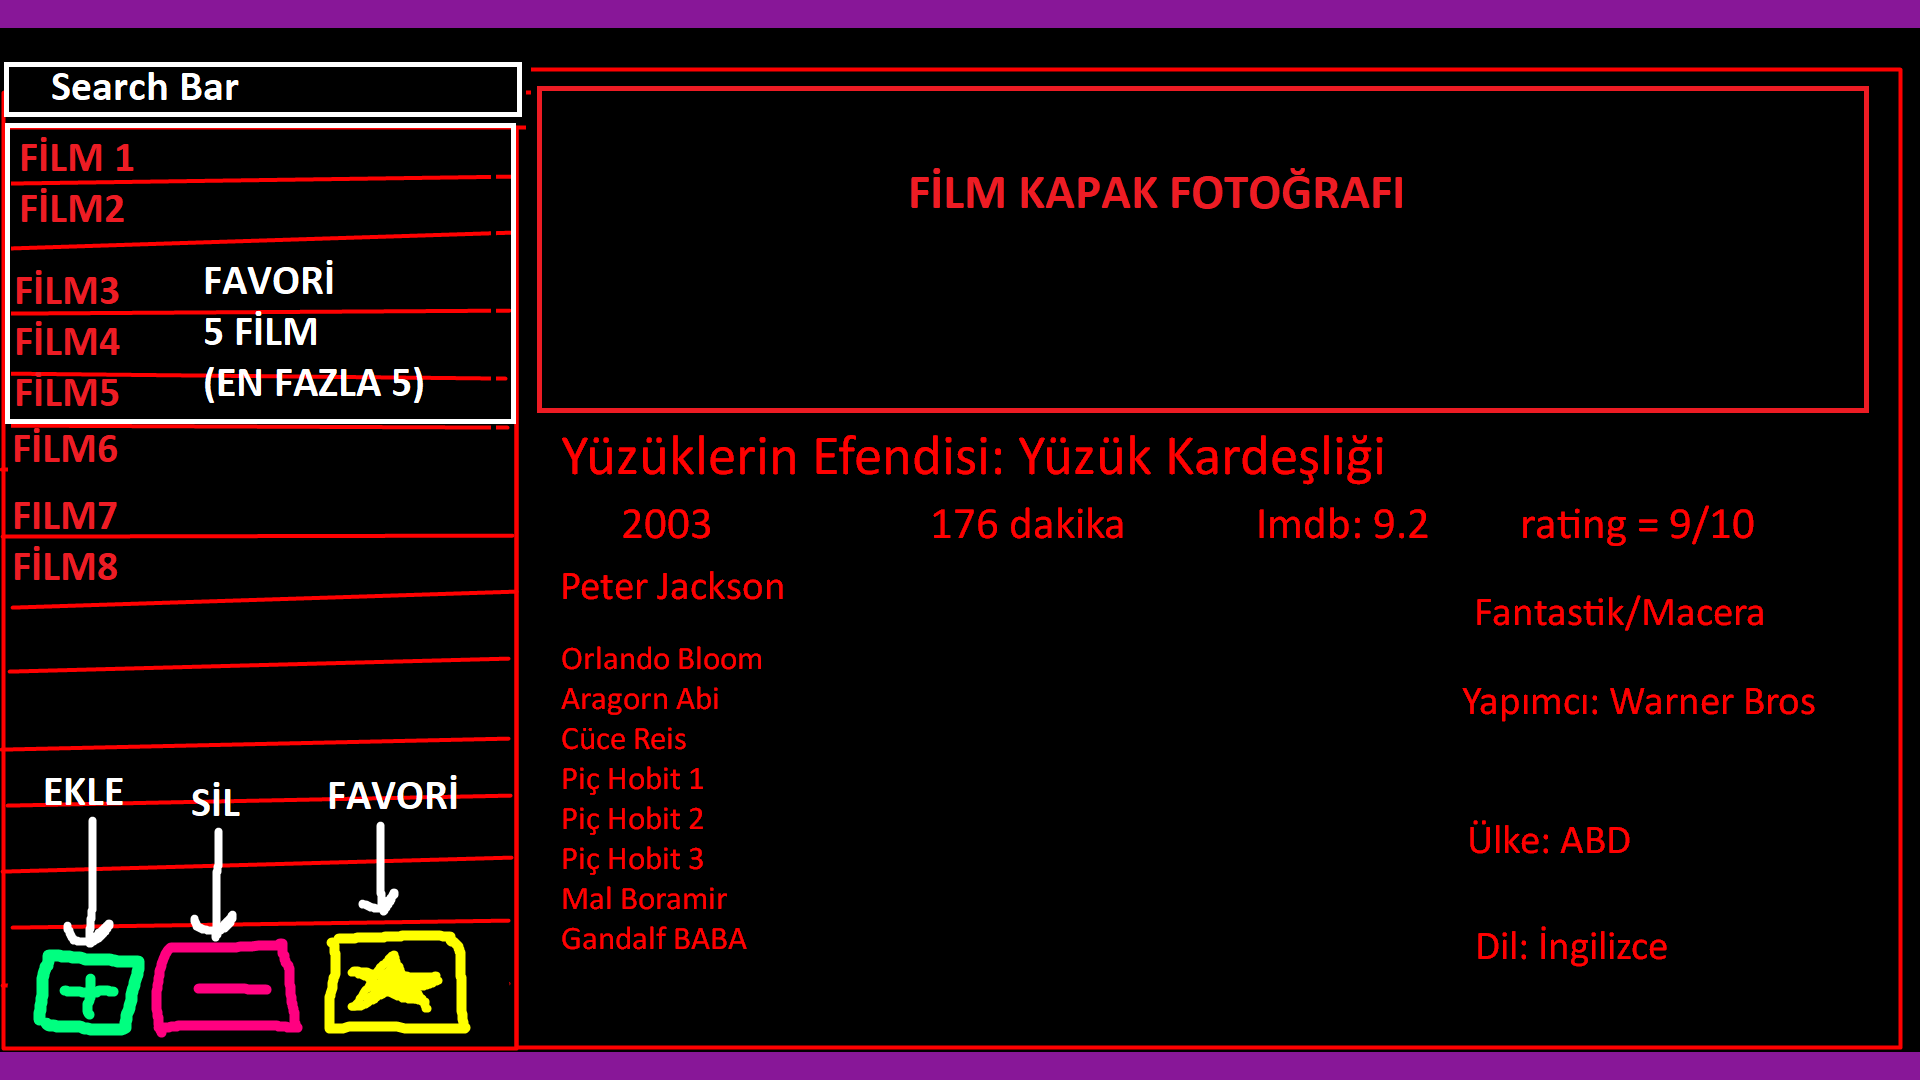 Search Bar
FİLM 1
FİLM2
FİLM3
FİLM4
FİLM5
FAVORİ
5 FİLM
(EN FAZLA 5)
FİLM6
FILM7
FİLM8
EKLE
SİL
FAVORİ
FİLM KAPAK FOTOĞRAFI
Yüzüklerin Efendisi: Yüzük Kardeşliği
2003 176 dakika Imdb: 9.2 rating = 9/10
Peter Jackson
Orlando Bloom
Aragorn Abi
Cüce Reis
Piç Hobit 1
Piç Hobit 2
Piç Hobit 3
Mal Boramir
Gandalf BABA
Fantastik/Macera
Yapımcı: Warner Bros
Ülke: ABD
Dil: İngilizce